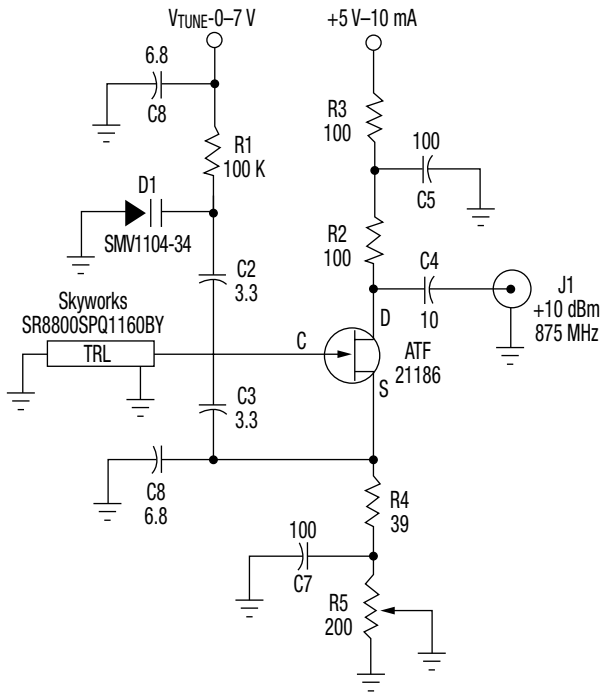 VTUNE-0–7 V
+5 V–10 mA
6.8
C8
R1
100 K
R3
100
100
C5
D1
SMV1104-34
R2
100
C4
10
J1
+10 dBm
875 MHz
C2
3.3
Skyworks
SR8800SPQ1160BY
TRL
C
D
S
ATF
21186
C3
3.3
C8
6.8
R4
39
100
C7
R5
200